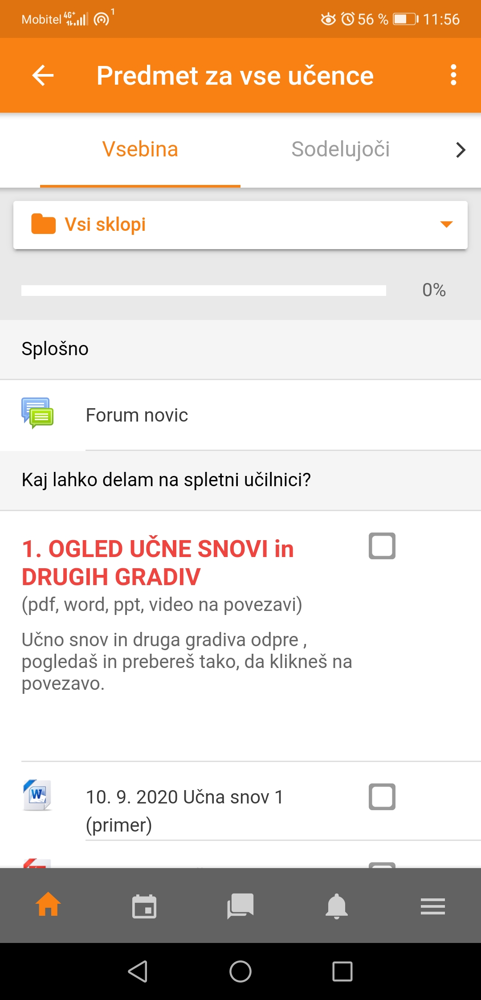 Mobitel 4G+ 1 56 % 11:56
Predmet za vse učence
Vsebina Sodelujoči
Vsi sklopi
0%
Splošno
Forum novic
Kaj lahko delam na spletni učilnici?
1. OGLED UČNE SNOVI in
DRUGIH GRADIV
(pdf, word, ppt, video na povezavi)
Učno snov in druga gradiva odpre ,
pogledaš in prebereš tako, da klikneš na
povezavo.
W
10. 9. 2020 Učna snov 1
(primer)